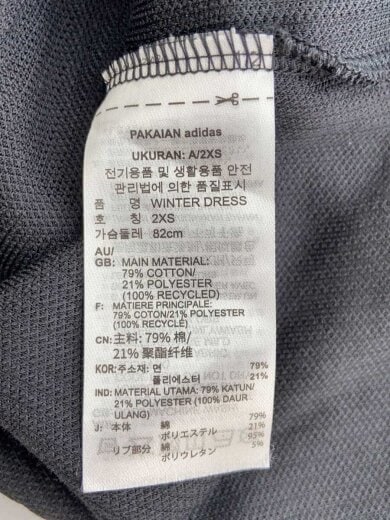 PAKAIAN adidas
UKURAN: A/2XS
전기용품 및 생활용품 안전
관리법에 의한 품질표시
품 명 WINTER DRESS
호 칭 2XS
가슴둘레 82cm
AU/
GB: MAIN MATERIAL:
79% COTTON/
21% POLYESTER
(100% RECYCLED)
F: MATIERE PRINCIPALE:
79% COTON/21% POLYESTER
(100% RECYCLÉ)
CN: 主料: 79% 棉/
21% 聚酯纤维
KOR: 주소재: 면 79%
폴리에스터 21%
IND: MATERIAL UTAMA: 79% KATUN/
21% POLYESTER (100% DAUR
ULANG)
J: 本体 綿 79%
ポリエステル 21%
リブ部分 綿 95%
ポリウレタン 5%